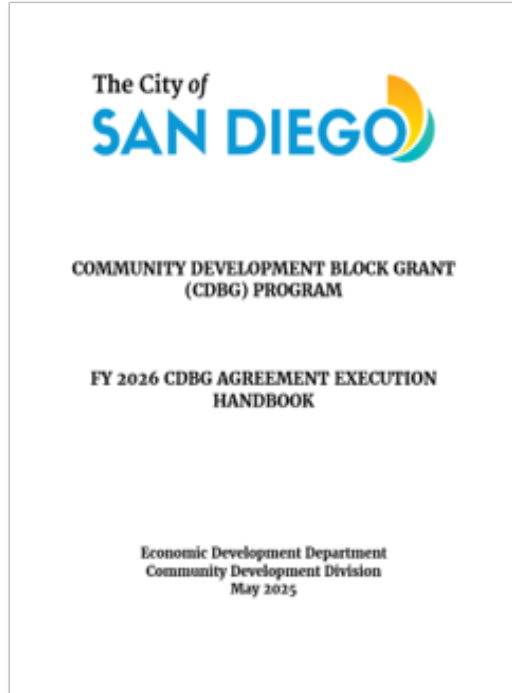 The City of
SAN DIEGO
COMMUNITY DEVELOPMENT BLOCK GRANT
(CDBG) PROGRAM
FY 2026 CDBG AGREEMENT EXECUTION
HANDBOOK
Economic Development Department
Community Development Division
May 2025